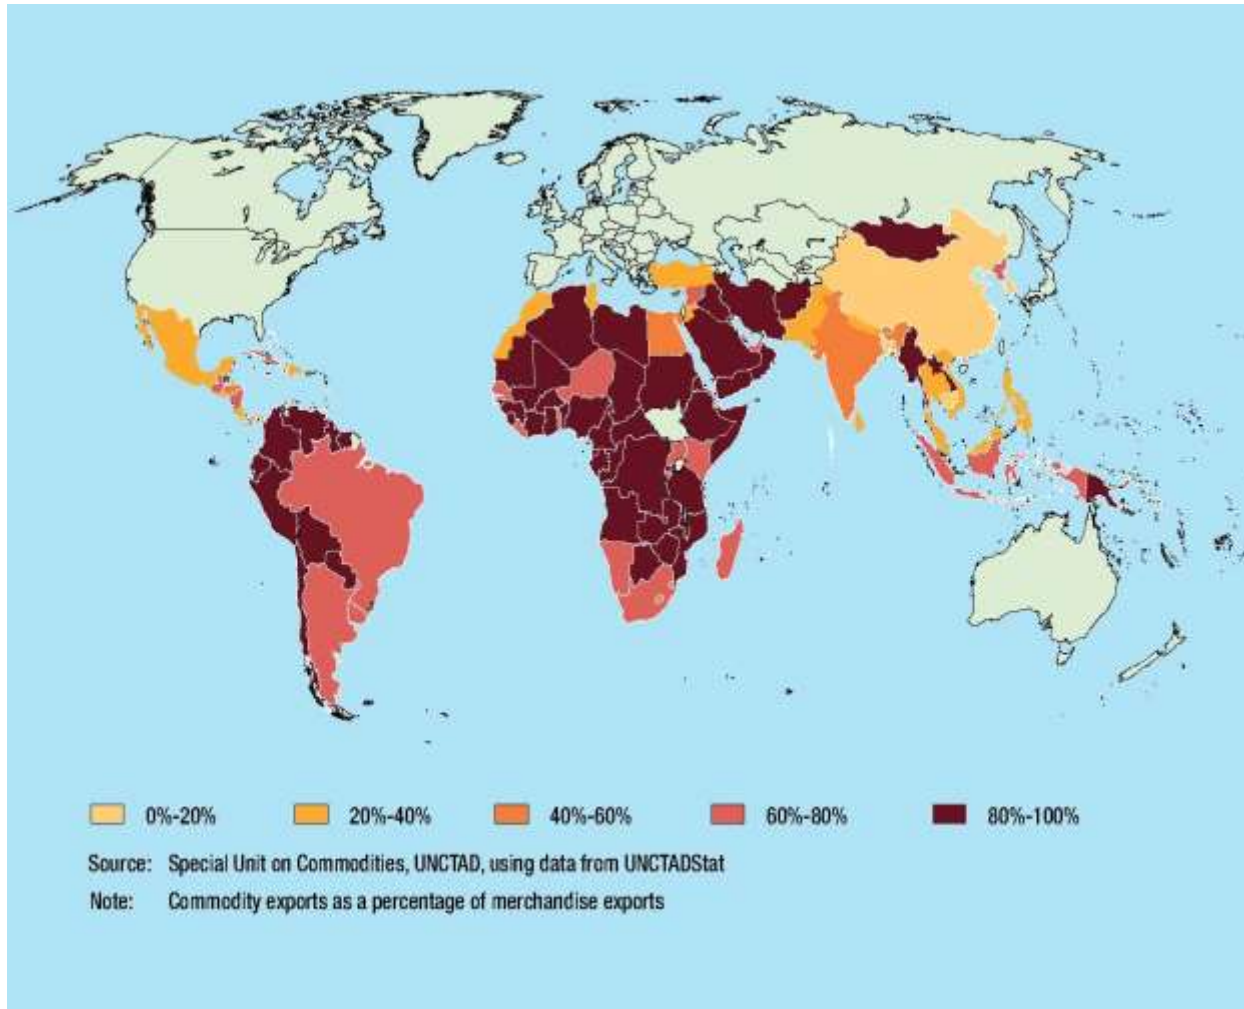 0%-20% 20%-40% 40%-60% 60%-80% 80%-100%
Source: Special Unit on Commodities, UNCTAD, using data from UNCTADStat
Note: Commodity exports as a percentage of merchandise exports